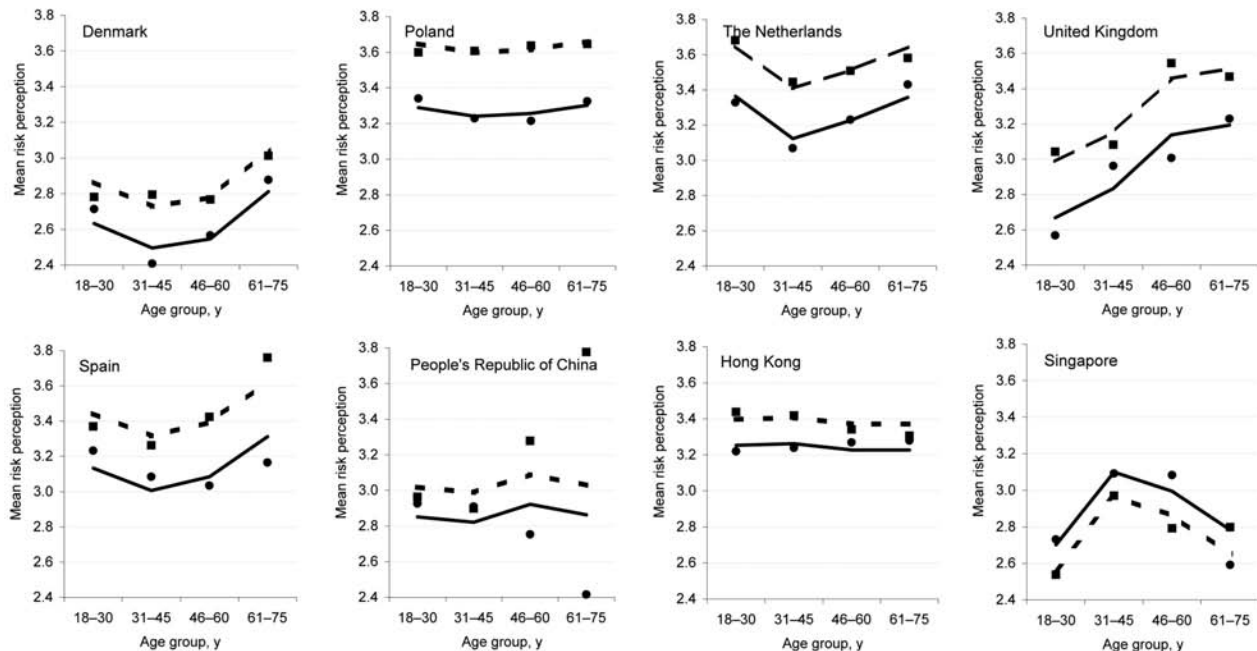 Denmark
Mean risk perception
3.8
3.6
3.4
3.2
3.0
2.8
2.6
2.4
18–30 31–45 46–60 61–75
Age group, y
Poland
Mean risk perception
3.8
3.6
3.4
3.2
3.0
2.8
2.6
2.4
18–30 31–45 46–60 61–75
Age group, y
The Netherlands
Mean risk perception
3.8
3.6
3.4
3.2
3.0
2.8
2.6
2.4
18–30 31–45 46–60 61–75
Age group, y
United Kingdom
Mean risk perception
3.8
3.6
3.4
3.2
3.0
2.8
2.6
2.4
18–30 31–45 46–60 61–75
Age group, y
Spain
Mean risk perception
3.8
3.6
3.4
3.2
3.0
2.8
2.6
2.4
18–30 31–45 46–60 61–75
Age group, y
People's Republic of China
Mean risk perception
3.8
3.6
3.4
3.2
3.0
2.8
2.6
2.4
18–30 31–45 46–60 61–75
Age group, y
Hong Kong
Mean risk perception
3.8
3.6
3.4
3.2
3.0
2.8
2.6
2.4
18–30 31–45 46–60 61–75
Age group, y
Singapore
Mean risk perception
3.8
3.6
3.4
3.2
3.0
2.8
2.6
2.4
18–30 31–45 46–60 61–75
Age group, y